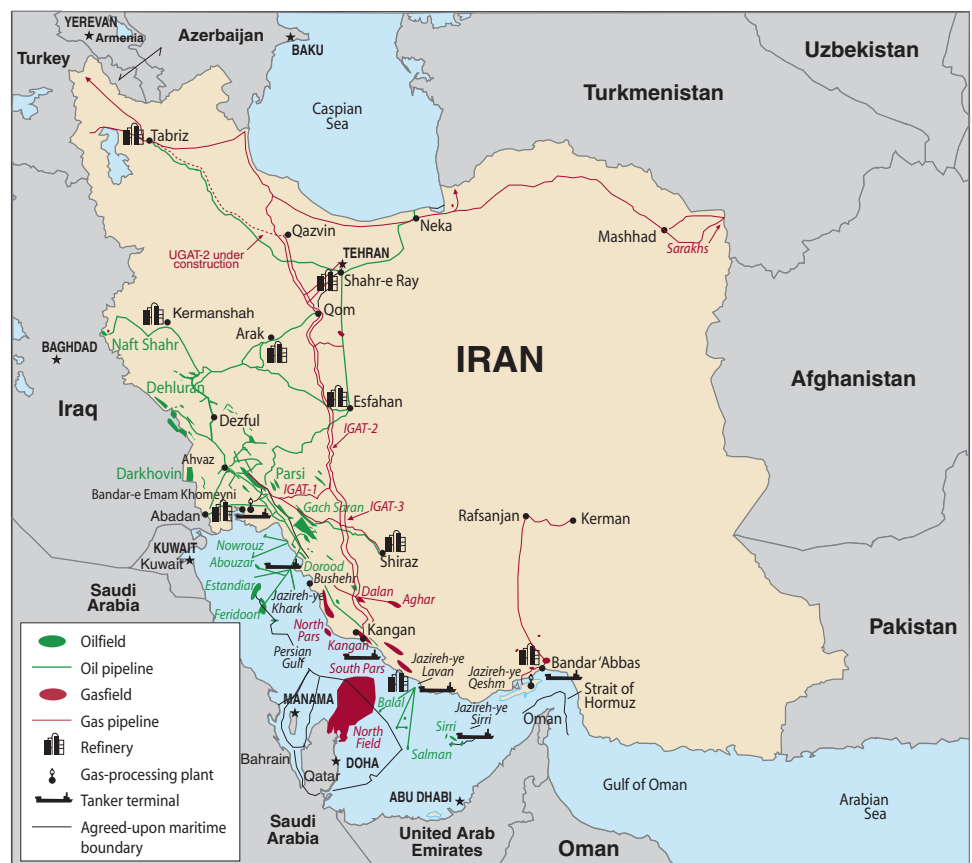 YEREVAN
Armenia
Azerbaijan
BAKU
Uzbekistan
Turkey
Turkmenistan
Caspian
Sea
Tabriz
Neka
Qazvin
Mashhad
Sarakhs
UGAT-2 under
construction
TEHRAN
Shahr-e Ray
Kermanshah
Qom
Arak
Naft Shahr
BAGHDAD
IRAN
Afghanistan
Dehluran
Iraq
Esfahan
Dezful
IGAT-2
Ahvaz
Darkhovin
Parsi
Bandar-e Emam Khomeyni
IGAT-1
Gach Saran
IGAT-3
Abadan
Rafsanjan
Kerman
KUWAIT
Kuwait
Nowrouz
Abouzar
Dorood
Shiraz
Bushehr
Saudi
Arabia
Estandiar
Jazireh-ye
Khark
Dalan
Aghar
Feridoon
North
Pars
Kangan
Pakistan
Persian
Gulf
Kangan
South Pars
Jazireh-ye
Lavan
Jazireh-ye
Qeshm
Bandar ‘Abbas
Strait of
Hormuz
MANAMA
Balal
Jazireh-ye
Sirri
Oman
North
Field
Sirri
Salman
Bahrain
Qatar
DOHA
Gulf of Oman
ABU DHABI
Arabian
Sea
Saudi
Arabia
United Arab
Emirates
Oman
Oilfield
Oil pipeline
Gasfield
Gas pipeline
Refinery
Gas-processing plant
Tanker terminal
Agreed-upon maritime
boundary